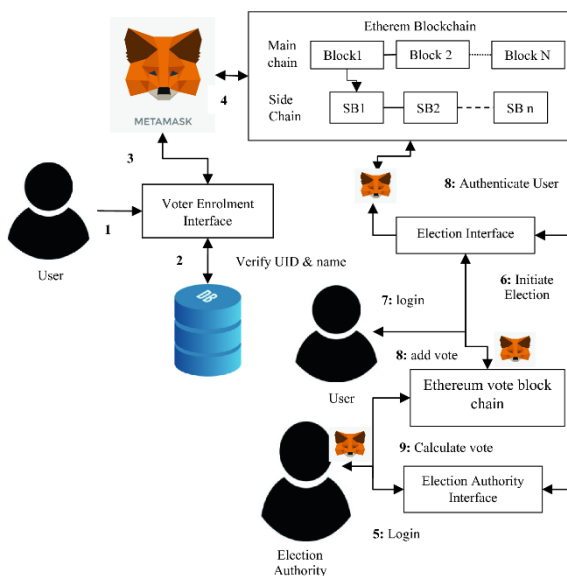 Etherem Blockchain
Main
chain
Block1
Block 2
Block N
Side
Chain
SB1
SB2
SB n
METAMASK
4
3
8: Authenticate User
Voter Enrolment
Interface
1
User
2
Verify UID & name
DB
Election Interface
6: Initiate
Election
7: login
8: add vote
User
Ethereum vote block
chain
9: Calculate vote
Election Authority
Interface
5: Login
Election
Authority